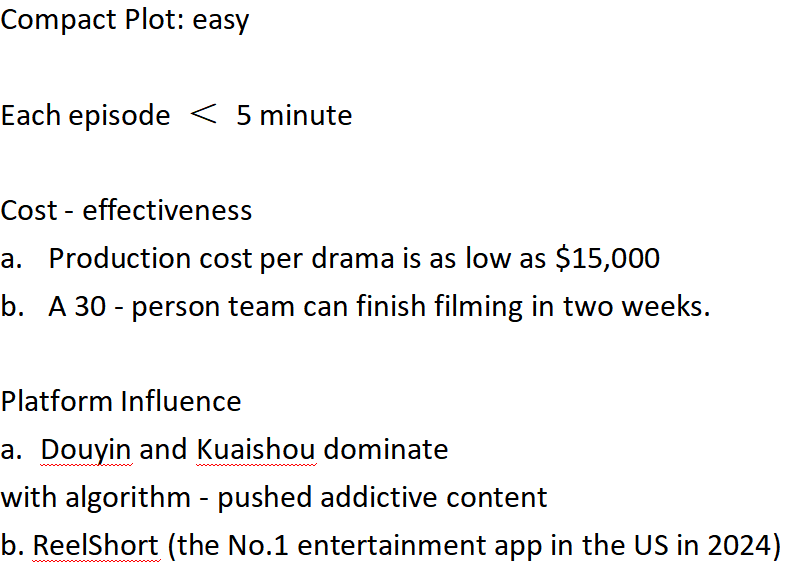 Compact Plot: easy
Each episode ＜ 5 minute
Cost - effectiveness
a. Production cost per drama is as low as $15,000
b. A 30 - person team can finish filming in two weeks.
Platform Influence
a. Douyin and Kuaishou dominate
with algorithm - pushed addictive content
b. ReelShort (the No.1 entertainment app in the US in 2024)